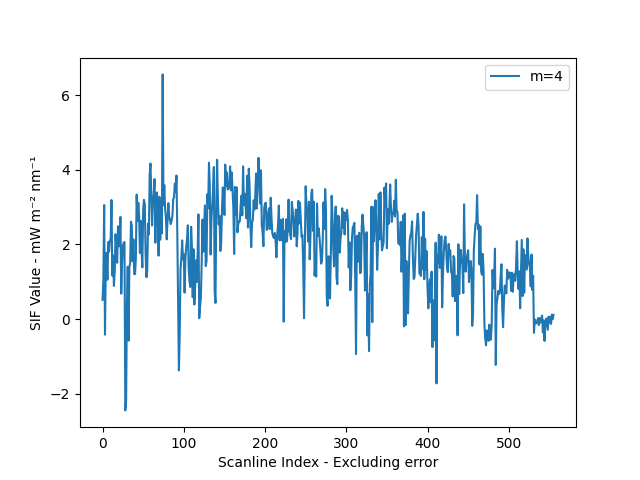 m=4
6
4
2
0
−2
SIF Value - mW m⁻² nm⁻¹
0 100 200 300 400 500
Scanline Index - Excluding error